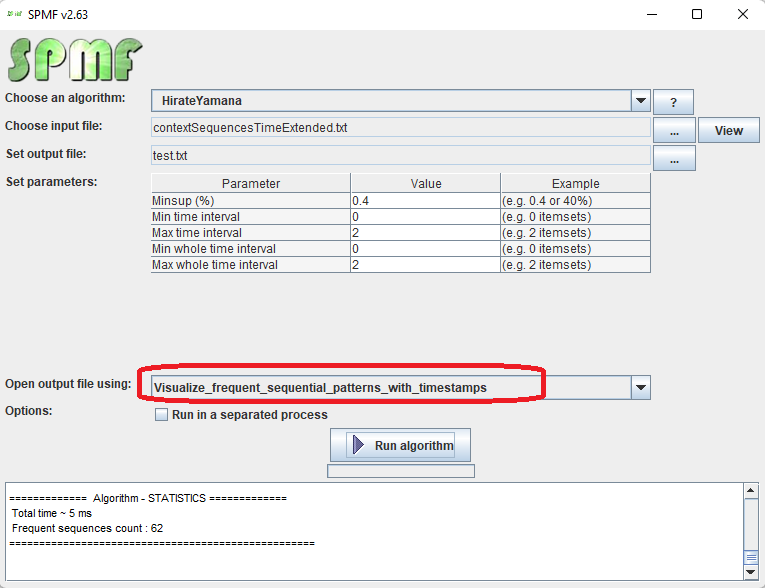 SPMF v2.63
SPMF
Choose an algorithm: HirateYamana ?
Choose input file: contextSequencesTimeExtended.txt ... View
Set output file: test.txt ...
Set parameters:
Parameter Value Example
Minsup (%) 0.4 (e.g. 0.4 or 40%)
Min time interval 0 (e.g. 0 itemsets)
Max time interval 2 (e.g. 2 itemsets)
Min whole time interval 0 (e.g. 0 itemsets)
Max whole time interval 2 (e.g. 2 itemsets)
Open output file using: Visualize_frequent_sequential_patterns_with_timestamps
Options: Run in a separated process
Run algorithm
============= Algorithm - STATISTICS =============
Total time ~ 5 ms
Frequent sequences count : 62
===================================================